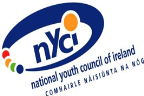 nyci
national youth council of ireland
COMHAIRLE NÁISIÚNTA NA NÓG